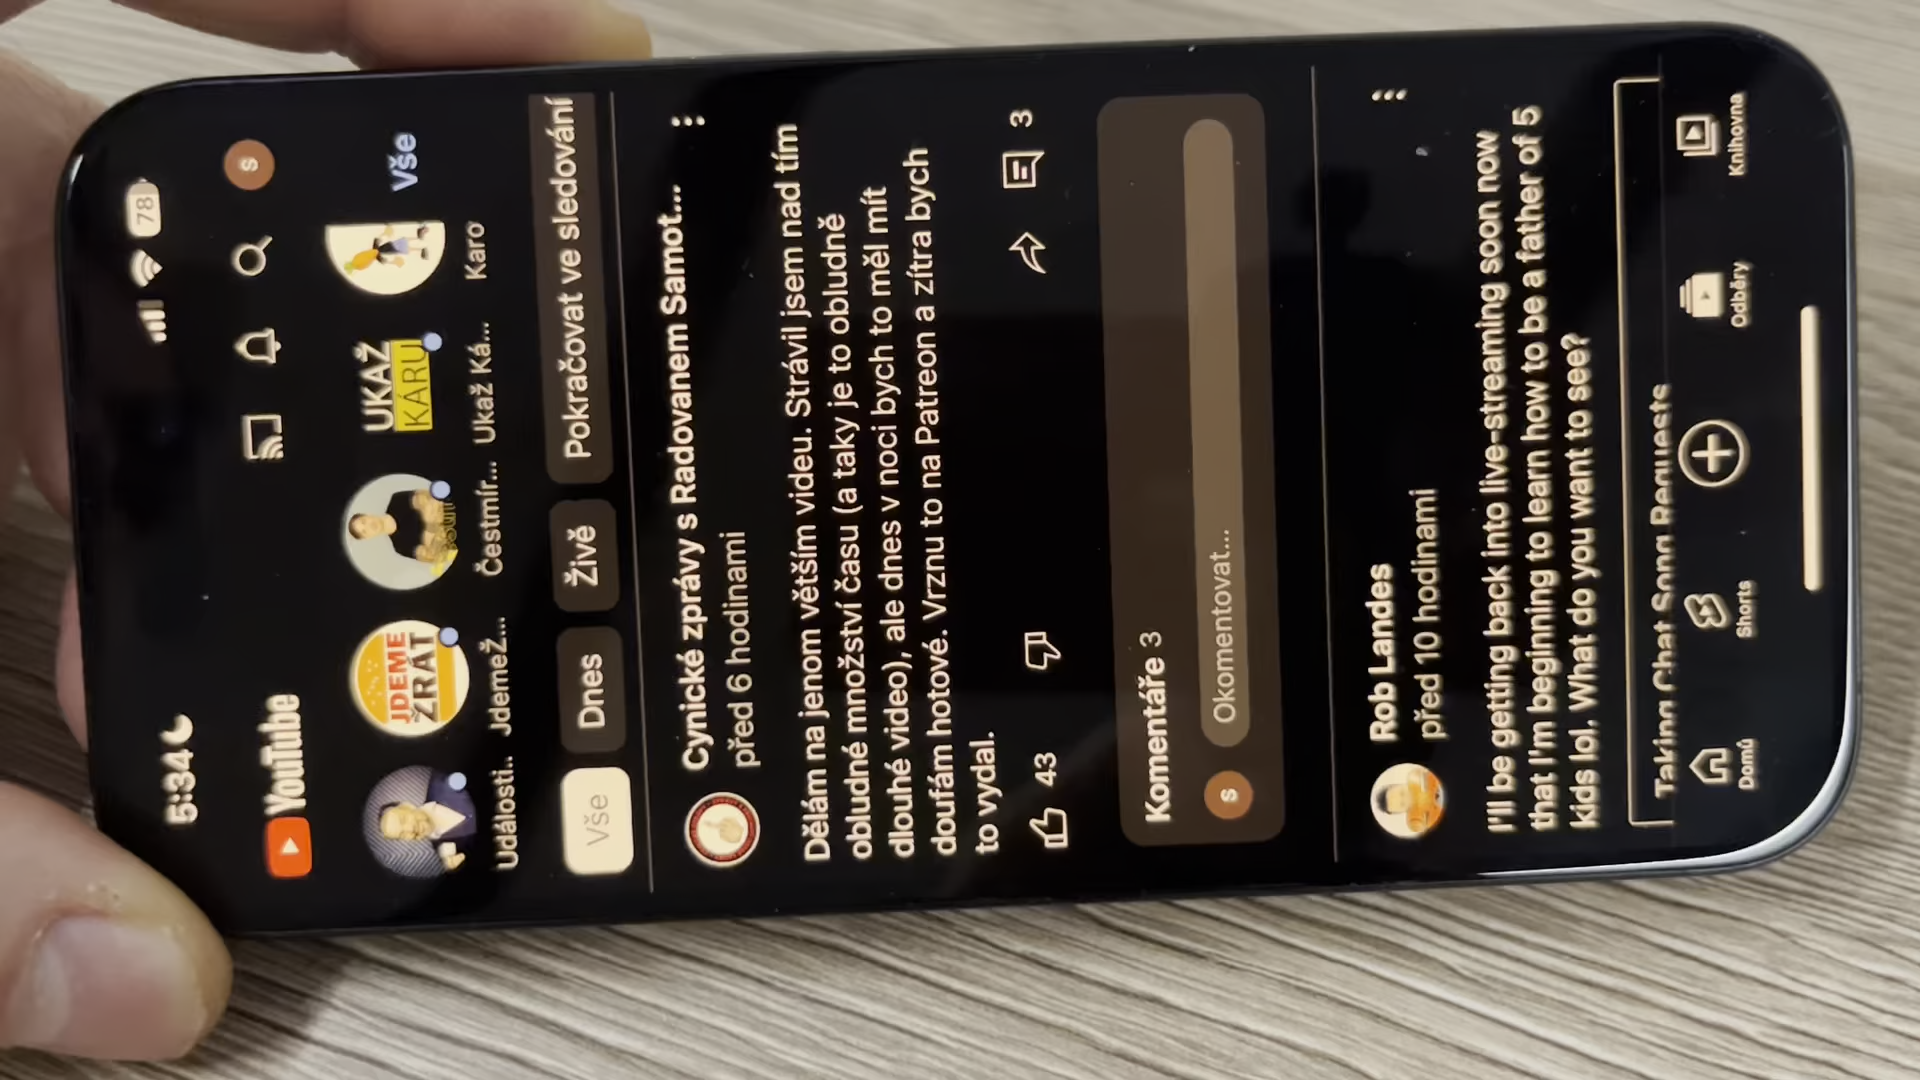 5:34
78
YouTube
S
JDEME
ŽRÁT
UKAŽ
KÁRU
Vše
Události..
JdemeŽ...
Čestmír...
Ukaž Ká...
Karo
Vše
Dnes
Živě
Pokračovat ve sledování
Cynické zprávy s Radovanem Samot...
před 6 hodinami
Dělám na jenom větším videu. Strávil jsem nad tím
obludné množství času (a taky je to obludně
dlouhé video), ale dnes v noci bych to měl mít
doufám hotové. Vrznu to na Patreon a zítra bych
to vydal.
43
3
Komentáře 3
S
Okomentovat...
Rob Landes
před 10 hodinami
I'll be getting back into live-streaming soon now
that I'm beginning to learn how to be a father of 5
kids lol. What do you want to see?
Taking Chat Song Requests
Domů
Shorts
Odběry
Knihovna